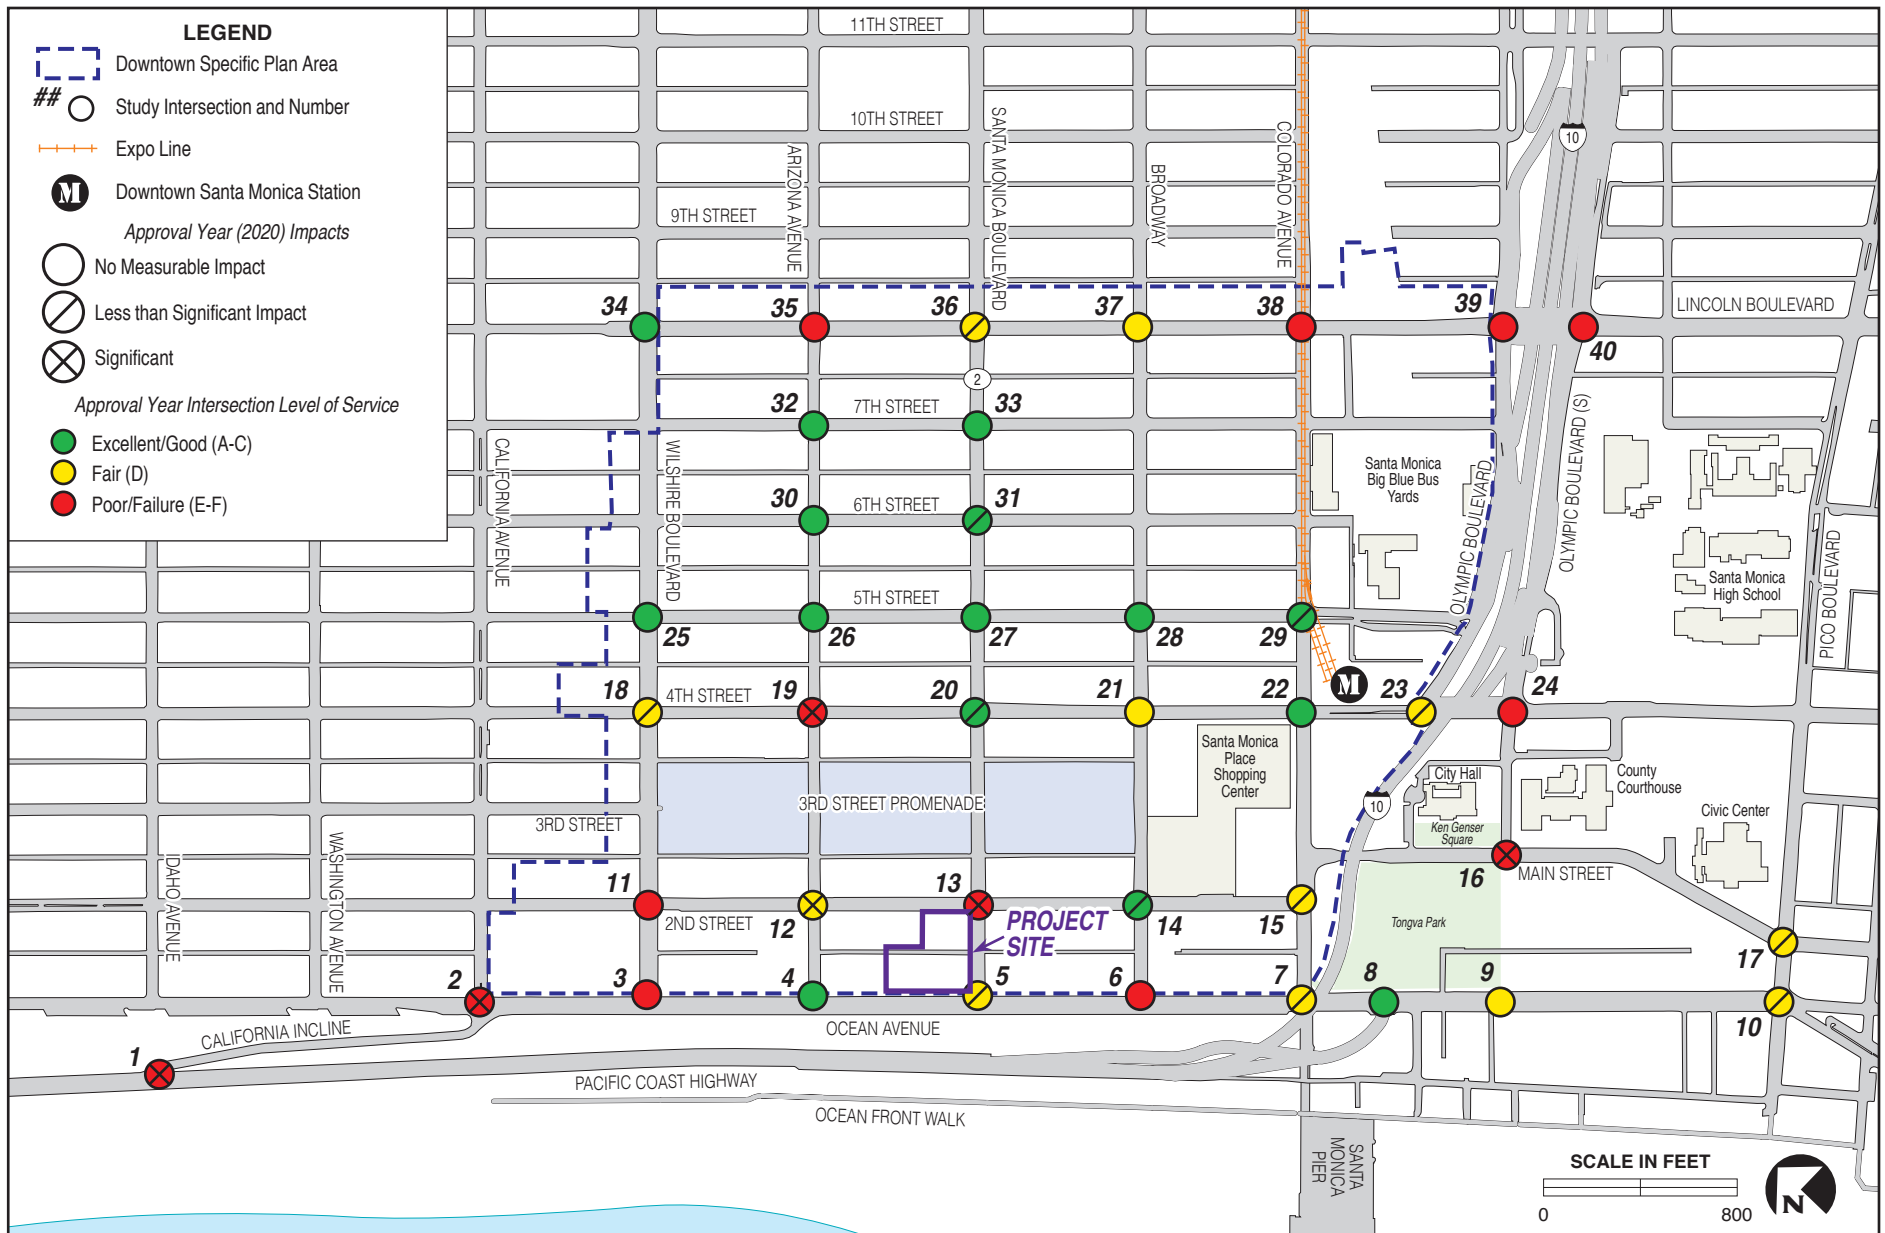 LEGEND
Downtown Specific Plan Area
##
Study Intersection and Number
Expo Line
M
Downtown Santa Monica Station
Approval Year (2020) Impacts
No Measurable Impact
Less than Significant Impact
Significant
Approval Year Intersection Level of Service
Excellent/Good (A-C)
Fair (D)
Poor/Failure (E-F)
11TH STREET
10TH STREET
9TH STREET
ARIZONA AVENUE
SANTA MONICA BOULEVARD
BROADWAY
COLORADO AVENUE
10
LINCOLN BOULEVARD
34
35
36
37
38
39
40
2
7TH STREET
32
33
CALIFORNIA AVENUE
WILSHIRE BOULEVARD
6TH STREET
30
31
Santa Monica
Big Blue Bus
Yards
OLYMPIC BOULEVARD
OLYMPIC BOULEVARD (S)
Santa Monica
High School
PICO BOULEVARD
5TH STREET
25
26
27
28
29
M
4TH STREET
18
19
20
21
22
23
24
Santa Monica
Place
Shopping
Center
3RD STREET PROMENADE
3RD STREET
10
City Hall
Ken Genser
Square
County
Courthouse
Civic Center
IDAHO AVENUE
WASHINGTON AVENUE
11
2ND STREET
12
13
14
15
16
MAIN STREET
17
PROJECT
SITE
Tongva Park
2
3
4
5
6
7
8
9
10
CALIFORNIA INCLINE
OCEAN AVENUE
1
PACIFIC COAST HIGHWAY
OCEAN FRONT WALK
SANTA
MONICA
PIER
SCALE IN FEET
0
800
N